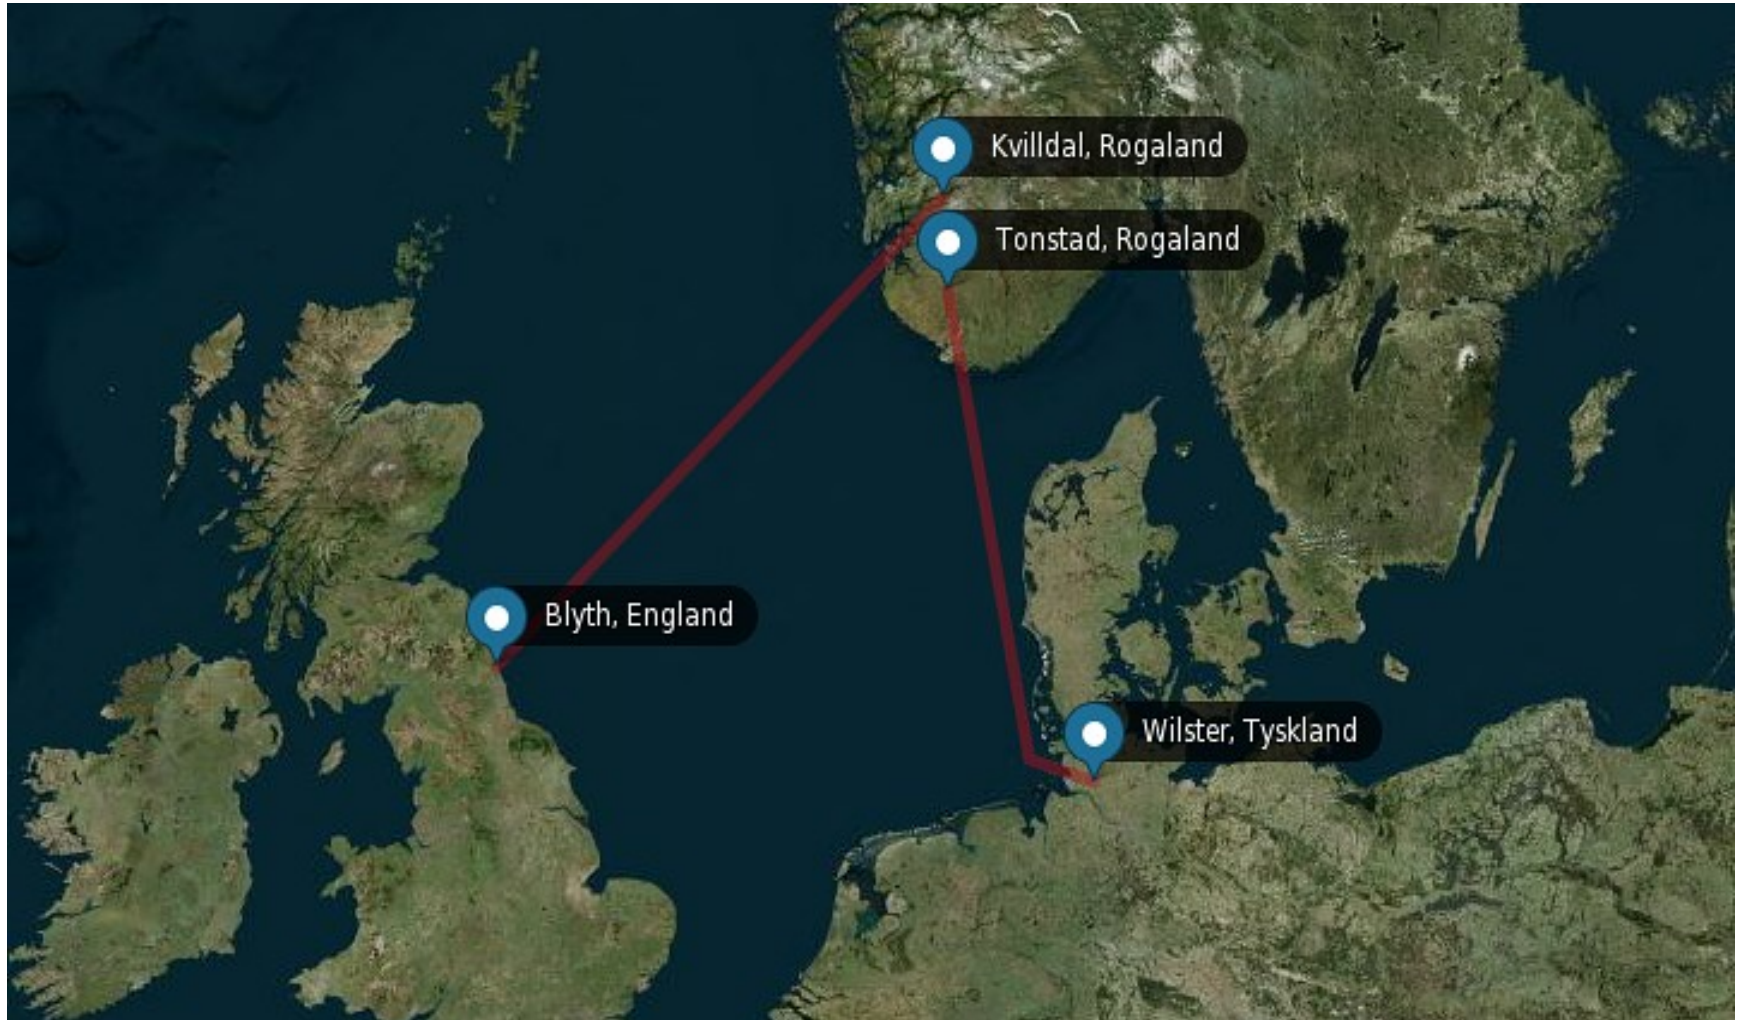 Kvilldal, Rogaland
Tonstad, Rogaland
Blyth, England
Wilster, Tyskland